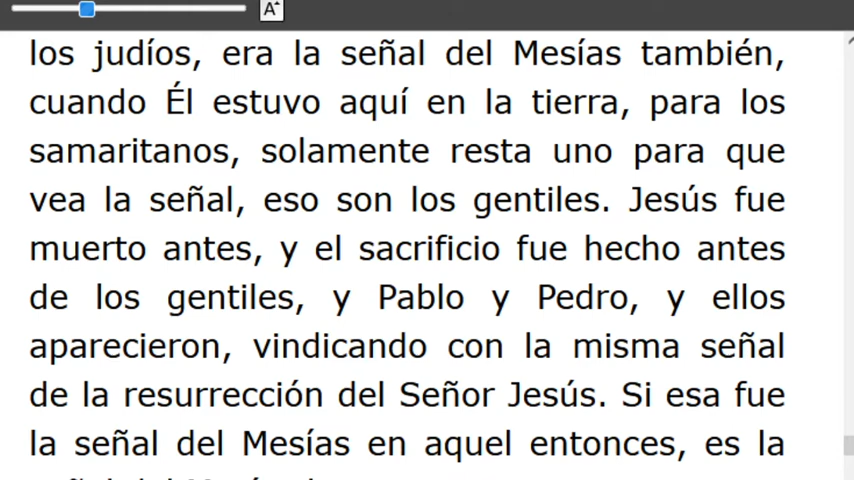 A
los judíos, era la señal del Mesías también,
cuando Él estuvo aquí en la tierra, para los
samaritanos, solamente resta uno para que
vea la señal, eso son los gentiles. Jesús fue
muerto antes, y el sacrificio fue hecho antes
de los gentiles, y Pablo y Pedro, y ellos
aparecieron, vindicando con la misma señal
de la resurrección del Señor Jesús. Si esa fue
la señal del Mesías en aquel entonces, es la